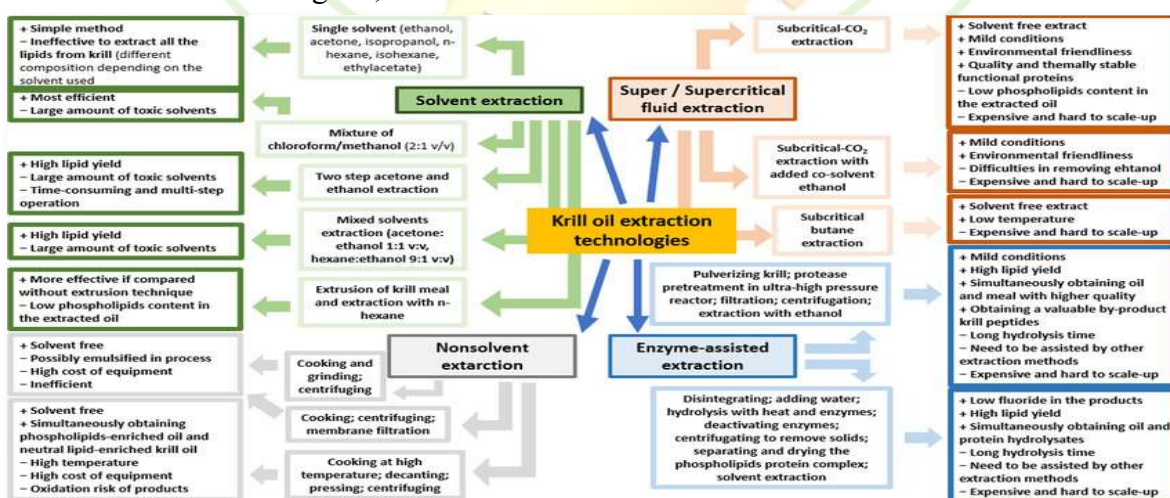 + Simple method
− Ineffective to extract all the
lipids from krill (different
composition depending on the
solvent used
+ Most efficient
− Large amount of toxic solvents
+ High lipid yield
− Large amount of toxic solvents
− Time-consuming and multi-step
operation
+ High lipid yield
− Large amount of toxic solvents
+ More effective if compared
without extrusion technique
− Low phospholipids content in
the extracted oil
+ Solvent free
− Possibly emulsified in process
− High cost of equipment
− Inefficient
+ Solvent free
+ Simultaneously obtaining
phospholipids-enriched oil and
neutral lipid-enriched krill oil
− High temperature
− High cost of equipment
− Oxidation risk of products
Single solvent (ethanol,
acetone, isopropanol, n-
hexane, isohexane,
ethylacetate)
Solvent extraction
Mixture of
chloroform/methanol (2:1 v/v)
Two step acetone and
ethanol extraction
Mixed solvents
extraction (acetone:
ethanol 1:1 v:v,
hexane:ethanol 9:1 v:v)
Extrusion of krill meal
and extraction with n-
hexane
Nonsolvent
extarction
Cooking and
grinding;
centrifuging
Cooking; centrifuging;
membrane filtration
Cooking at high
temperature; decanting;
pressing; centrifuging
Krill oil extraction
technologies
Super / Supercritical
fluid extraction
Subcritical-CO₂
extraction
Subcritical-CO₂
extraction with
added co-solvent
ethanol
Subcritical
butane
extraction
Pulverizing krill; protease
pretreatment in ultra-high pressure
reactor; filtration; centrifugation;
extraction with ethanol
Enzyme-assisted
extraction
Disintegrating; adding water;
hydrolysis with heat and enzymes;
deactivating enzymes;
centrifugating to remove solids;
separating and drying the
phospholipids protein complex;
solvent extraction
+ Solvent free extract
+ Mild conditions
+ Environmental friendliness
+ Quality and themally stable
functional proteins
− Low phospholipids content in
the extracted oil
− Expensive and hard to scale-up
+ Mild conditions
+ Environmental friendliness
− Difficulties in removing ehtanol
− Expensive and hard to scale-up
+ Solvent free extract
+ Low temperature
− Expensive and hard to scale-up
+ Mild conditions
+ High lipid yield
+ Simultaneously obtaining oil
and meal with higher quality
+ Obtaining a valuable by-product
krill peptides
− Long hydrolysis time
− Need to be assisted by other
extraction methods
− Expensive and hard to scale-up
+ Low fluoride in the products
+ High lipid yield
+ Simultaneously obtaining oil and
protein hydrolysates
− Long hydrolysis time
− Need to be assisted by other
extraction methods
− Expensive and hard to scale-up